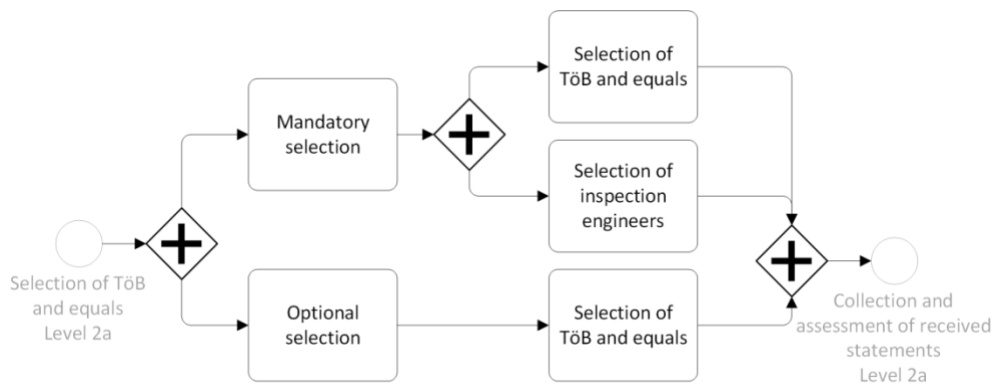 Selection of
TöB and equals
Mandatory
selection
Selection of
inspection
engineers
Selection of TöB
and equals
Level 2a
Optional
selection
Selection of
TöB and equals
Collection and
assessment of received
statements
Level 2a